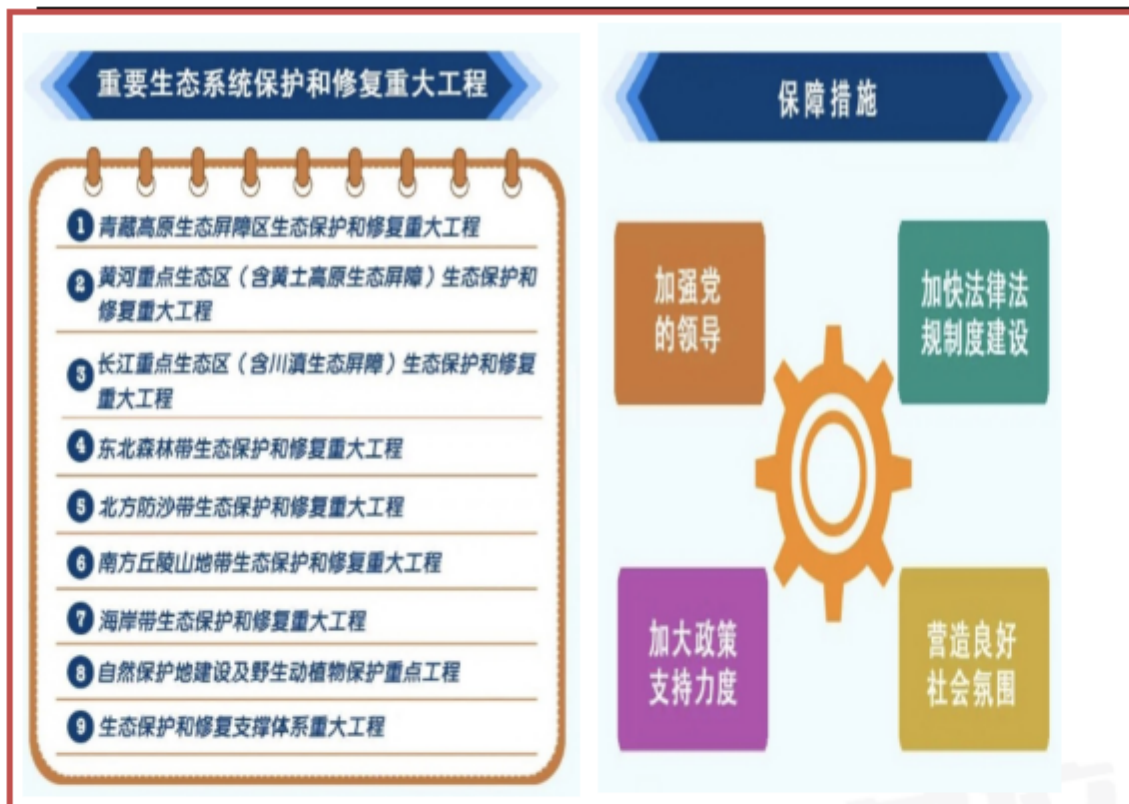 重要生态系统保护和修复重大工程
1 青藏高原生态屏障区生态保护和修复重大工程
2 黄河重点生态区（含黄土高原生态屏障）生态保护和
修复重大工程
3 长江重点生态区（含川滇生态屏障）生态保护和修复
重大工程
4 东北森林带生态保护和修复重大工程
5 北方防沙带生态保护和修复重大工程
6 南方丘陵山地带生态保护和修复重大工程
7 海岸带生态保护和修复重大工程
8 自然保护地建设及野生动植物保护重点工程
9 生态保护和修复支撑体系重大工程
保障措施
加强党
的领导
加快法律法
规制度建设
加大政策
支持力度
营造良好
社会氛围